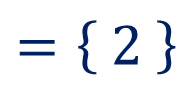 = { 2 }